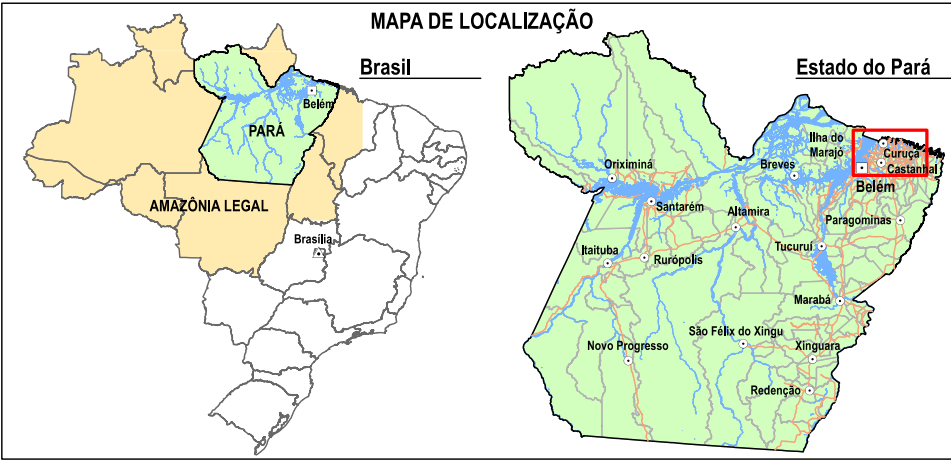 MAPA DE LOCALIZAÇÃO
Brasil
Belém
PARÁ
AMAZÔNIA LEGAL
Brasília
Estado do Pará
Ilha do
Marajó
Curuçá
Castanhal
Belém
Oriximiná
Breves
Santarém
Altamira
Paragominas
Itaituba
Rurópolis
Tucuruí
Marabá
São Félix do Xingu
Novo Progresso
Xinguara
Redenção